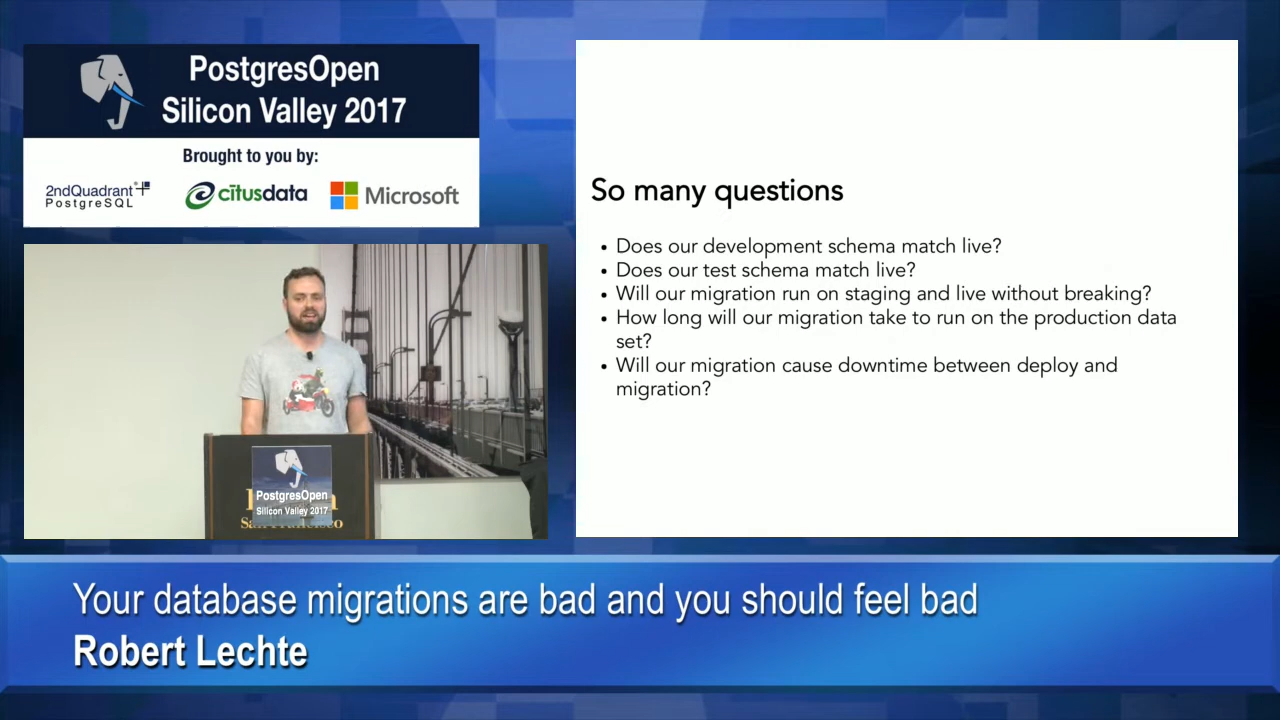 PostgresOpen
Silicon Valley 2017
Brought to you by:
2ndQuadrant
PostgreSQL
citusdata
Microsoft
So many questions
• Does our development schema match live?
• Does our test schema match live?
• Will our migration run on staging and live without breaking?
• How long will our migration take to run on the production data
set?
• Will our migration cause downtime between deploy and
migration?
PostgresOpen
Silicon Valley 2017
Your database migrations are bad and you should feel bad
Robert Lechte